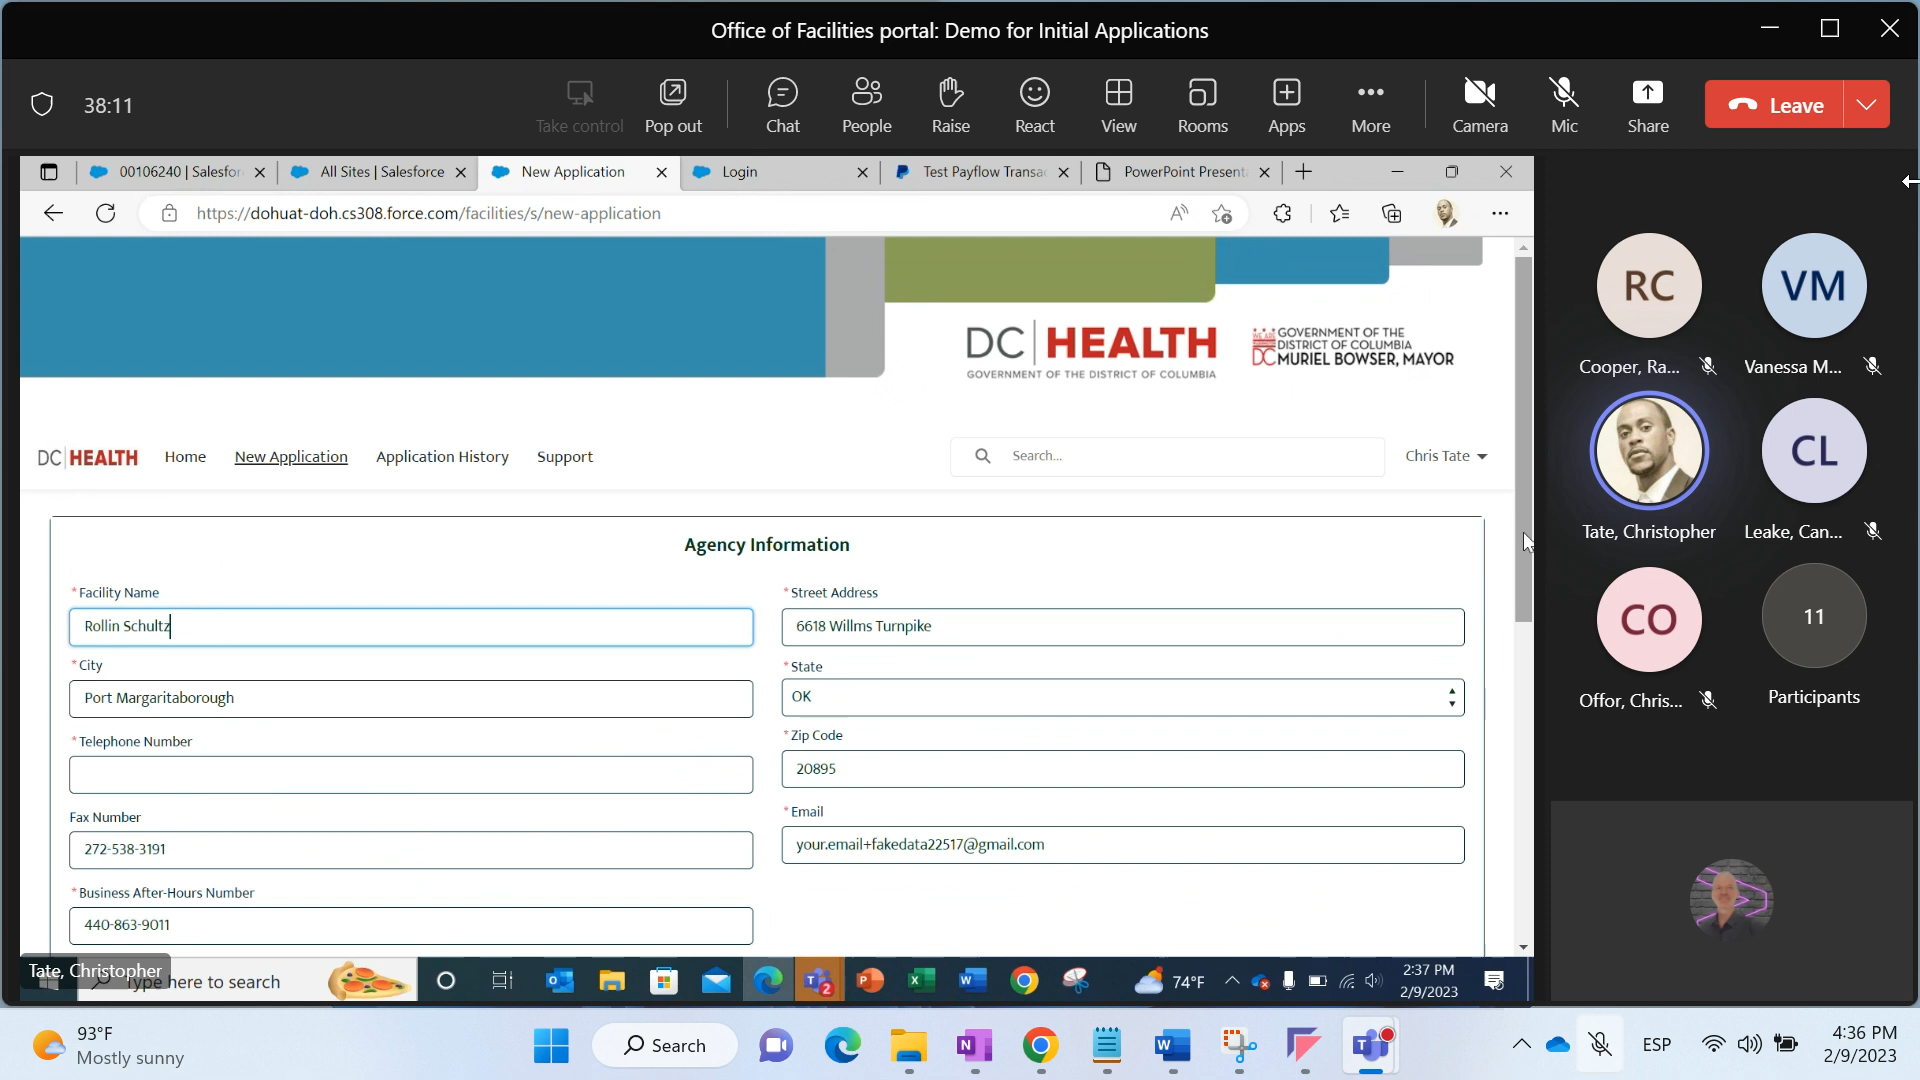 Office of Facilities portal: Demo for Initial Applications
38:11
Take control
Pop out
Chat
People
Raise
React
View
Rooms
Apps
More
Camera
Mic
Share
Leave
00106240 | Salesfor
All Sites | Salesforce
New Application
Login
Test Payflow Transac
PowerPoint Present
https://dohuat-doh.cs308.force.com/facilities/s/new-application
DC HEALTH
GOVERNMENT OF THE DISTRICT OF COLUMBIA
WE ARE
WASHINGTON
DC
GOVERNMENT OF THE
DISTRICT OF COLUMBIA
MURIEL BOWSER, MAYOR
DC HEALTH
Home
New Application
Application History
Support
Search...
Chris Tate
Agency Information
* Facility Name
Rollin Schultz
* Street Address
6618 Willms Turnpike
* City
Port Margaritaborough
* State
OK
* Telephone Number
* Zip Code
20895
Fax Number
272-538-3191
* Email
your.email+fakedata22517@gmail.com
* Business After-Hours Number
440-863-9011
RC
Cooper, Ra...
VM
Vanessa M...
Tate, Christopher
CL
Leake, Can...
CO
Offor, Chris...
11
Participants
Tate, Christopher
Type here to search
2
74°F
2:37 PM
2/9/2023
93°F
Mostly sunny
Search
ESP
4:36 PM
2/9/2023